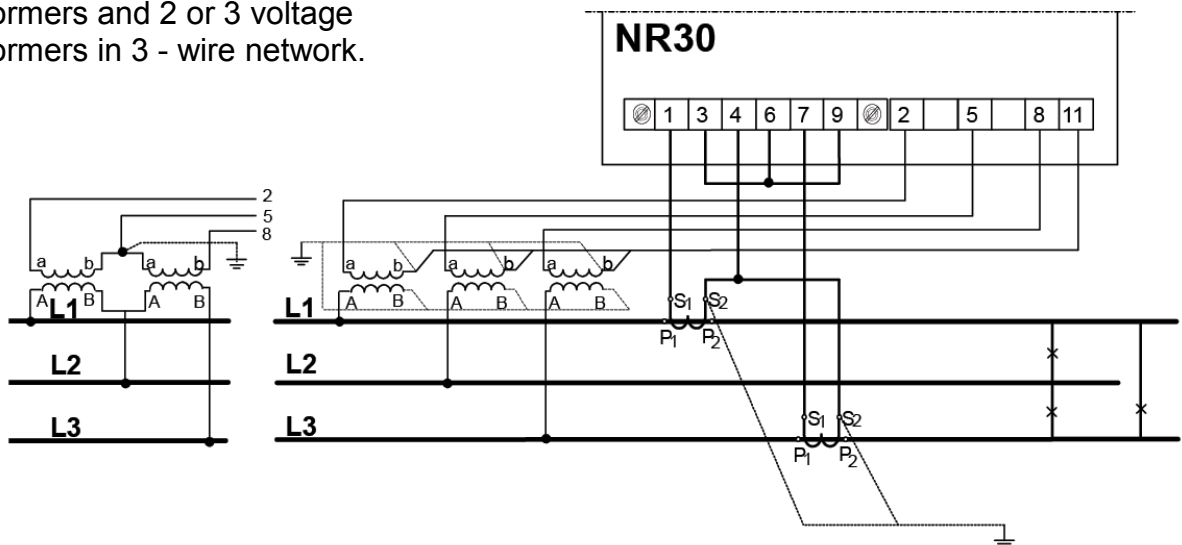 ormers and 2 or 3 voltage
ormers in 3 - wire network.
NR30
1 3 4 6 7 9 2 5 8 11
2
5
8
a b a b
A B A B
a b a b a b
A B A B A B
L1
L2
L3
L1
L2
L3
S1 S2
P1 P2
S1 S2
P1 P2